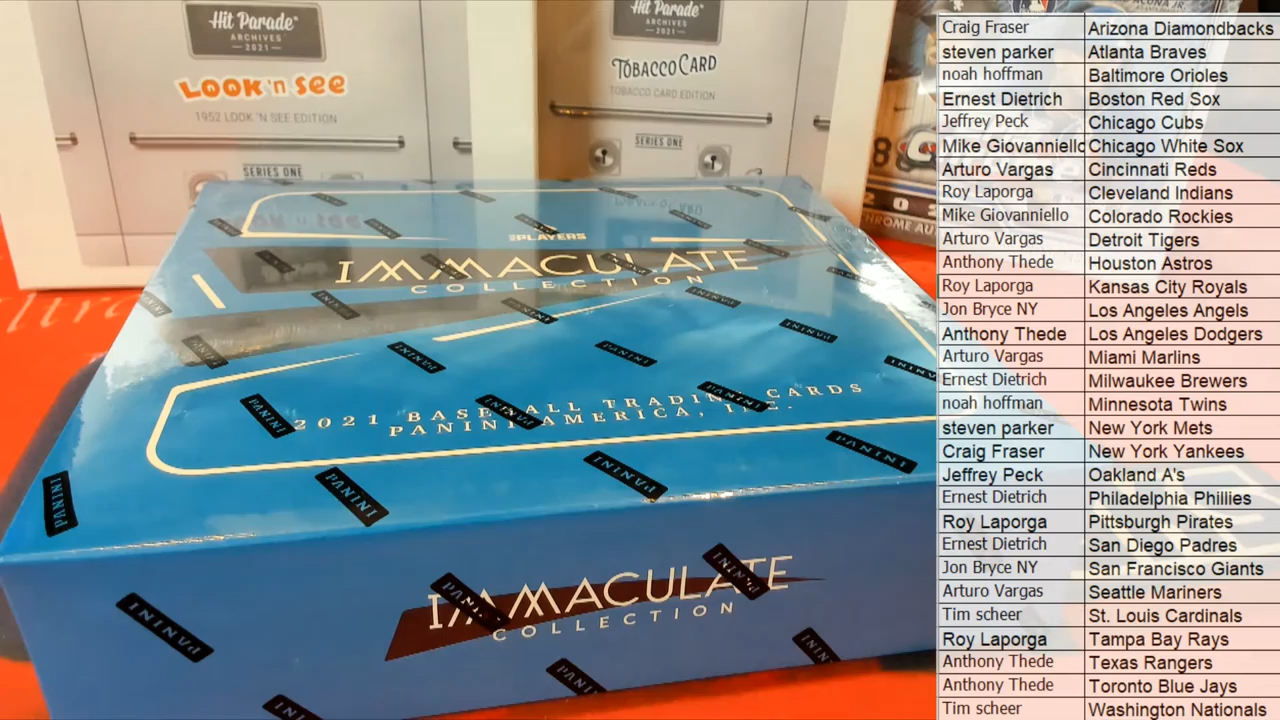 Hit Parade
ARCHIVES
2021
LOOK 'n SEE
1952 LOOK 'N SEE EDITION
SERIES ONE
Hit Parade
ARCHIVES
2021
TOBACCO CARD
TOBACCO CARD EDITION
SERIES ONE
PLAYERS
IMMACULATE
COLLECTION
2021 BASEBALL TRADING CARDS
PANINI AMERICA, INC.
IMMACULATE
COLLECTION
PANINI
PANINI
PANINI
PANINI
PANINI
PANINI
PANINI
Craig Fraser Arizona Diamondbacks
steven parker Atlanta Braves
noah hoffman Baltimore Orioles
Ernest Dietrich Boston Red Sox
Jeffrey Peck Chicago Cubs
Mike Giovanniello Chicago White Sox
Arturo Vargas Cincinnati Reds
Roy Laporga Cleveland Indians
Mike Giovanniello Colorado Rockies
Arturo Vargas Detroit Tigers
Anthony Thede Houston Astros
Roy Laporga Kansas City Royals
Jon Bryce NY Los Angeles Angels
Anthony Thede Los Angeles Dodgers
Arturo Vargas Miami Marlins
Ernest Dietrich Milwaukee Brewers
noah hoffman Minnesota Twins
steven parker New York Mets
Craig Fraser New York Yankees
Jeffrey Peck Oakland A's
Ernest Dietrich Philadelphia Phillies
Roy Laporga Pittsburgh Pirates
Ernest Dietrich San Diego Padres
Jon Bryce NY San Francisco Giants
Arturo Vargas Seattle Mariners
Tim scheer St. Louis Cardinals
Roy Laporga Tampa Bay Rays
Anthony Thede Texas Rangers
Anthony Thede Toronto Blue Jays
Tim scheer Washington Nationals